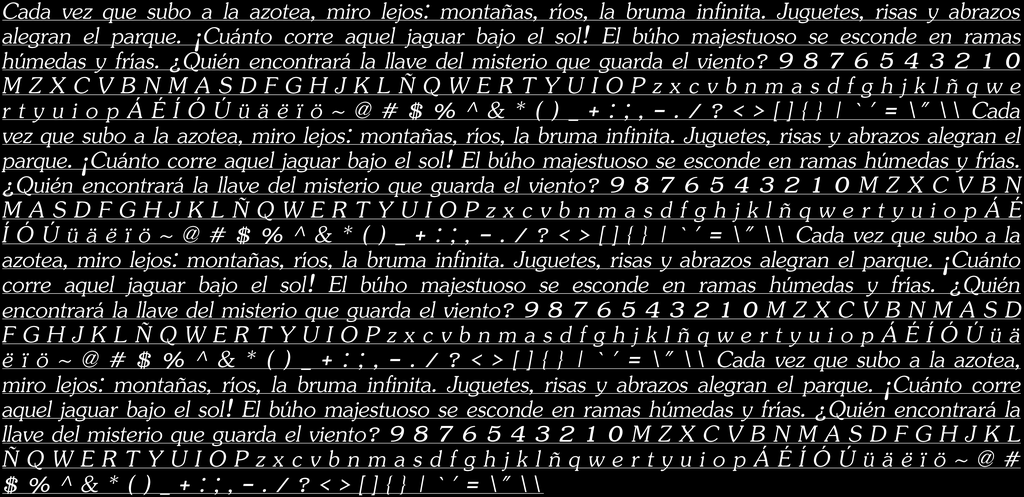 Cada vez que subo a la azotea, miro lejos: montañas, ríos, la bruma infinita. Juguetes, risas y abrazos
alegran el parque. ¡Cuánto corre aquel jaguar bajo el sol! El búho majestuoso se esconde en ramas
húmedas y frías. ¿Quién encontrará la llave del misterio que guarda el viento? 9 8 7 6 5 4 3 2 1 0
M Z X C V B N M A S D F G H J K L Ñ Q W E R T Y U I O P z x c v b n m a s d f g h j k l ñ q w e
r t y u i o p Á É Í Ó Ú ü ä ë ï ö ~ @ # $ % ^ & * ( ) _ + : ; , - . / ? < > [ ] { } | ` ´ = \" \\ Cada
vez que subo a la azotea, miro lejos: montañas, ríos, la bruma infinita. Juguetes, risas y abrazos alegran el
parque. ¡Cuánto corre aquel jaguar bajo el sol! El búho majestuoso se esconde en ramas húmedas y frías.
¿Quién encontrará la llave del misterio que guarda el viento? 9 8 7 6 5 4 3 2 1 0 M Z X C V B N
M A S D F G H J K L Ñ Q W E R T Y U I O P z x c v b n m a s d f g h j k l ñ q w e r t y u i o p Á É
Í Ó Ú ü ä ë ï ö ~ @ # $ % ^ & * ( ) _ + : ; , - . / ? < > [ ] { } | ` ´ = \" \\ Cada vez que subo a la
azotea, miro lejos: montañas, ríos, la bruma infinita. Juguetes, risas y abrazos alegran el parque. ¡Cuánto
corre aquel jaguar bajo el sol! El búho majestuoso se esconde en ramas húmedas y frías. ¿Quién
encontrará la llave del misterio que guarda el viento? 9 8 7 6 5 4 3 2 1 0 M Z X C V B N M A S D
F G H J K L Ñ Q W E R T Y U I O P z x c v b n m a s d f g h j k l ñ q w e r t y u i o p Á É Í Ó Ú ü ä
ë ï ö ~ @ # $ % ^ & * ( ) _ + : ; , - . / ? < > [ ] { } | ` ´ = \" \\ Cada vez que subo a la azotea,
miro lejos: montañas, ríos, la bruma infinita. Juguetes, risas y abrazos alegran el parque. ¡Cuánto corre
aquel jaguar bajo el sol! El búho majestuoso se esconde en ramas húmedas y frías. ¿Quién encontrará la
llave del misterio que guarda el viento? 9 8 7 6 5 4 3 2 1 0 M Z X C V B N M A S D F G H J K L
Ñ Q W E R T Y U I O P z x c v b n m a s d f g h j k l ñ q w e r t y u i o p Á É Í Ó Ú ü ä ë ï ö ~ @ #
$ % ^ & * ( ) _ + : ; , - . / ? < > [ ] { } | ` ´ = \" \\